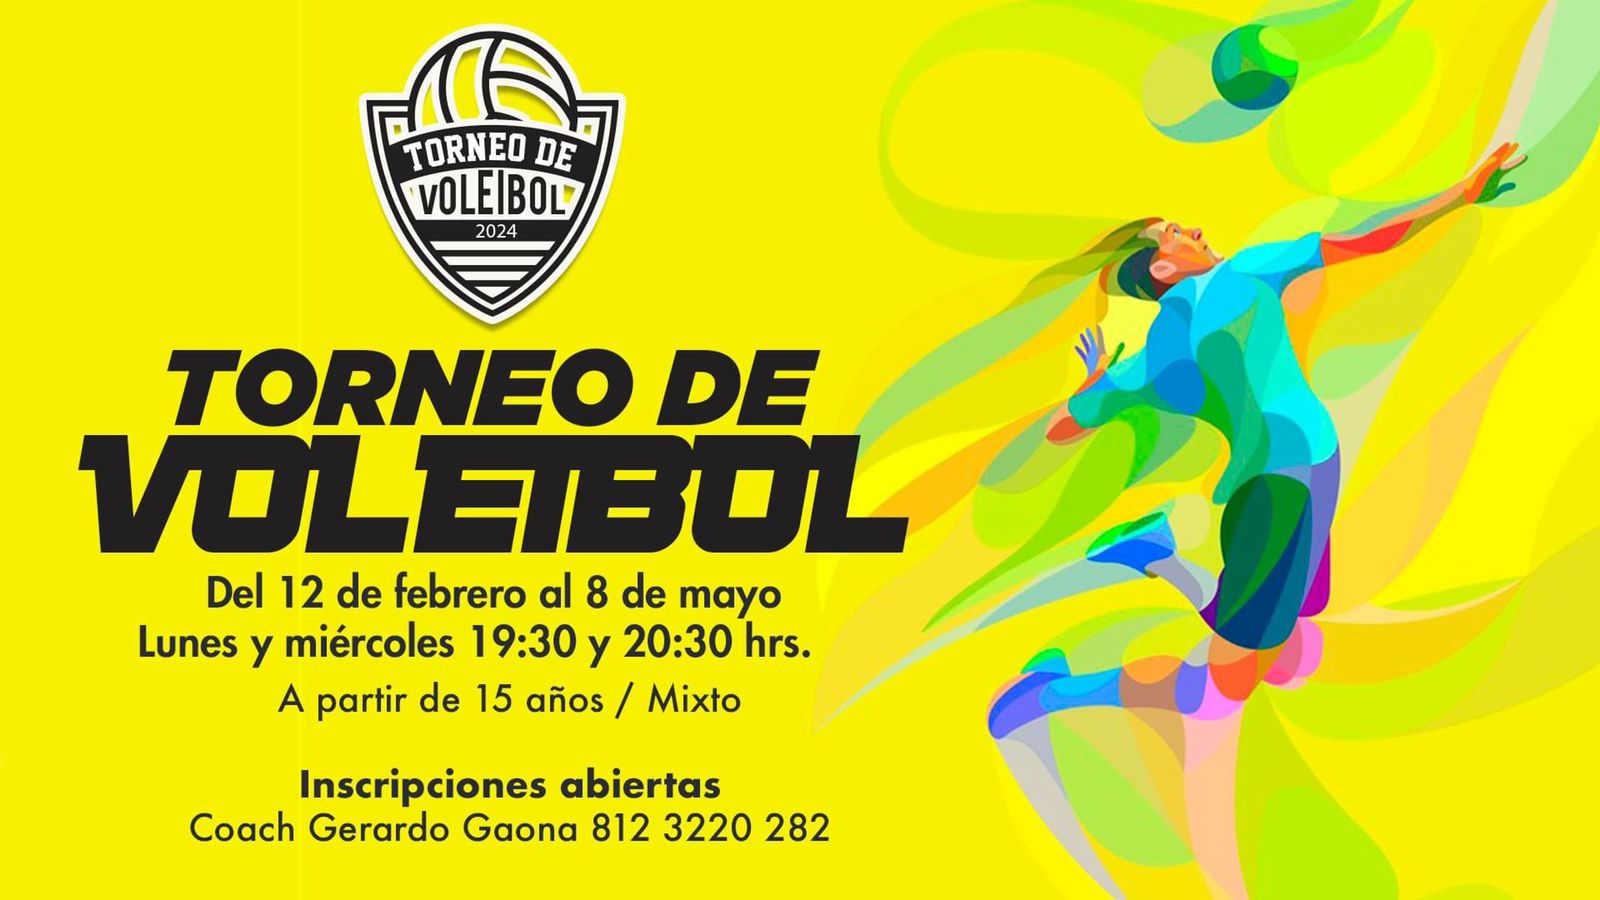 TORNEO DE
VOLEIBOL
2024
TORNEO DE
VOLEIBOL
Del 12 de febrero al 8 de mayo
Lunes y miércoles 19:30 y 20:30 hrs.
A partir de 15 años / Mixto
Inscripciones abiertas
Coach Gerardo Gaona 812 3220 282